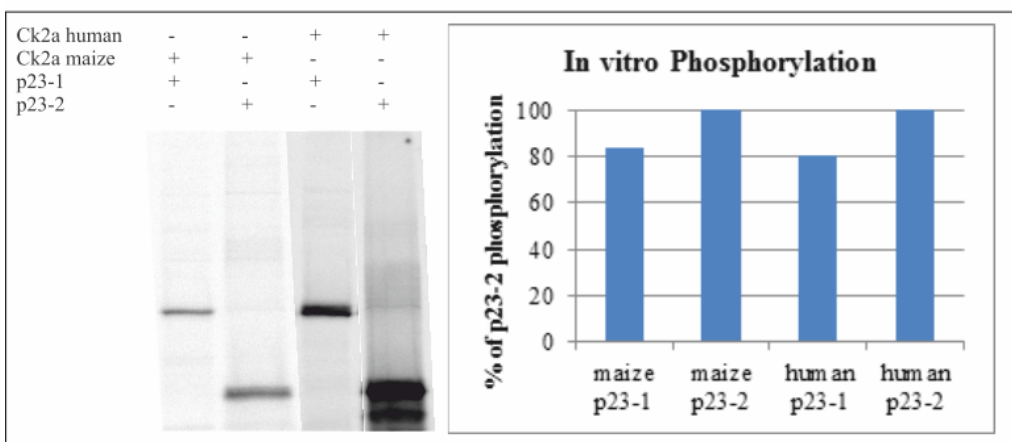 Ck2a human - - + +
Ck2a maize + + - -
p23-1 + - + -
p23-2 - + - +
In vitro Phosphorylation
% of p23-2 phosphorylation
100
80
60
40
20
0
maize p23-1
maize p23-2
human p23-1
human p23-2